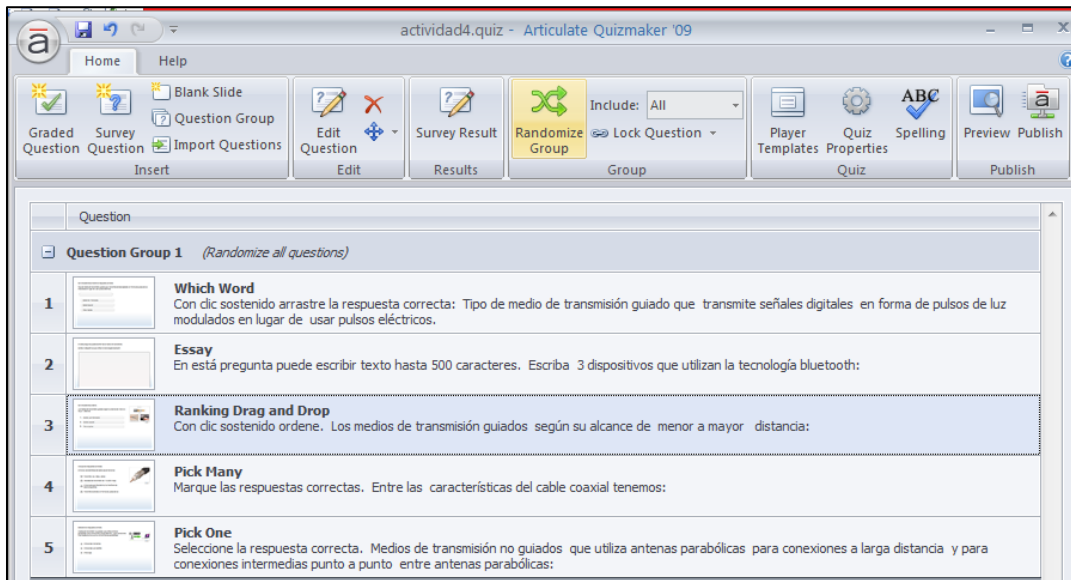 actividad4.quiz - Articulate Quizmaker '09
Home Help
Graded Question
Survey Question
Blank Slide
Question Group
Import Questions
Insert
Edit Question
Edit
Survey Result
Results
Randomize Group
Include: All
Lock Question
Group
Player Templates
Quiz Properties
ABC
Spelling
Quiz
Preview
Publish
Publish
Question
Question Group 1 (Randomize all questions)
1
Which Word
Con clic sostenido arrastre la respuesta correcta: Tipo de medio de transmisión guiado que transmite señales digitales en forma de pulsos de luz
modulados en lugar de usar pulsos eléctricos.
2
Essay
En está pregunta puede escribir texto hasta 500 caracteres. Escriba 3 dispositivos que utilizan la tecnología bluetooth:
3
Ranking Drag and Drop
Con clic sostenido ordene. Los medios de transmisión guiados según su alcance de menor a mayor distancia:
4
Pick Many
Marque las respuestas correctas. Entre las características del cable coaxial tenemos:
5
Pick One
Seleccione la respuesta correcta. Medios de transmisión no guiados que utiliza antenas parabólicas para conexiones a larga distancia y para
conexiones intermedias punto a punto entre antenas parabólicas: